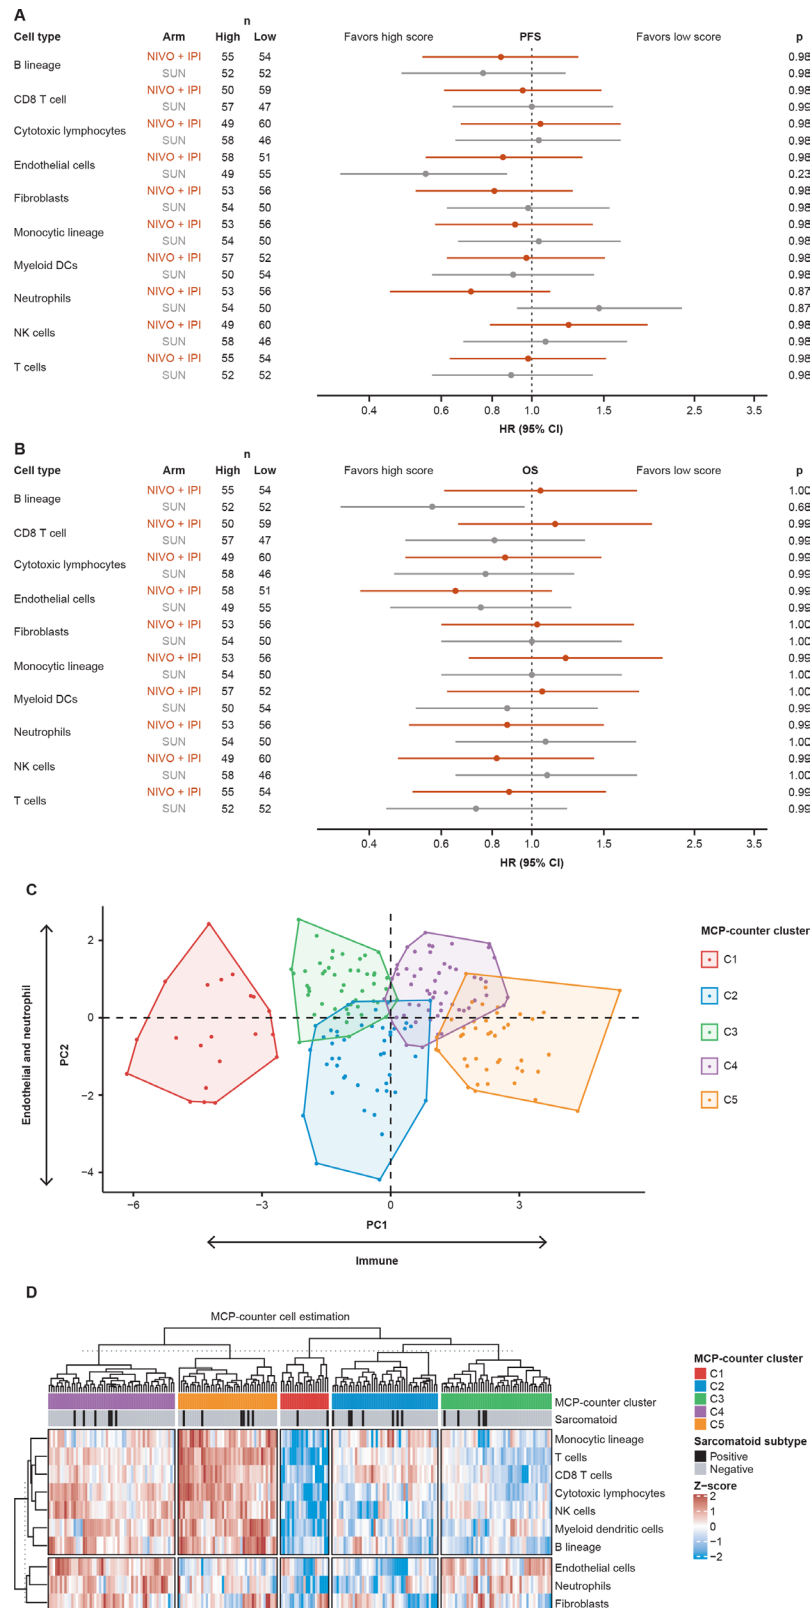 A
n
Cell type Arm High Low Favors high score PFS Favors low score p
B lineage
NIVO + IPI 55 54 0.98
SUN 52 52 0.98
CD8 T cell
NIVO + IPI 50 59 0.98
SUN 57 47 0.99
Cytotoxic lymphocytes
NIVO + IPI 49 60 0.98
SUN 58 46 0.98
Endothelial cells
NIVO + IPI 58 51 0.98
SUN 49 55 0.23
Fibroblasts
NIVO + IPI 53 56 0.98
SUN 54 50 0.98
Monocytic lineage
NIVO + IPI 53 56 0.98
SUN 54 50 0.98
Myeloid DCs
NIVO + IPI 57 52 0.98
SUN 50 54 0.98
Neutrophils
NIVO + IPI 53 56 0.87
SUN 54 50 0.87
NK cells
NIVO + IPI 49 60 0.98
SUN 58 46 0.98
T cells
NIVO + IPI 55 54 0.98
SUN 52 52 0.98
0.4 0.6 0.8 1.0 1.5 2.5 3.5
HR (95% CI)
B
n
Cell type Arm High Low Favors high score OS Favors low score p
B lineage
NIVO + IPI 55 54 1.00
SUN 52 52 0.68
CD8 T cell
NIVO + IPI 50 59 0.99
SUN 57 47 0.99
Cytotoxic lymphocytes
NIVO + IPI 49 60 0.99
SUN 58 46 0.99
Endothelial cells
NIVO + IPI 58 51 0.99
SUN 49 55 0.99
Fibroblasts
NIVO + IPI 53 56 1.00
SUN 54 50 1.00
Monocytic lineage
NIVO + IPI 53 56 0.99
SUN 54 50 1.00
Myeloid DCs
NIVO + IPI 57 52 1.00
SUN 50 54 0.99
Neutrophils
NIVO + IPI 53 56 0.99
SUN 54 50 1.00
NK cells
NIVO + IPI 49 60 0.99
SUN 58 46 1.00
T cells
NIVO + IPI 55 54 0.99
SUN 52 52 0.99
0.4 0.6 0.8 1.0 1.5 2.5 3.5
HR (95% CI)
C
Endothelial and neutrophil
PC2
2
0
−2
−4
−6 −3 0 3
PC1
Immune
MCP-counter cluster
C1
C2
C3
C4
C5
D
MCP-counter cell estimation
MCP-counter cluster
Sarcomatoid
Monocytic lineage
T cells
CD8 T cells
Cytotoxic lymphocytes
NK cells
Myeloid dendritic cells
B lineage
Endothelial cells
Neutrophils
Fibroblasts
MCP-counter cluster
C1
C2
C3
C4
C5
Sarcomatoid subtype
Positive
Negative
Z−score
2
1
0
−1
−2